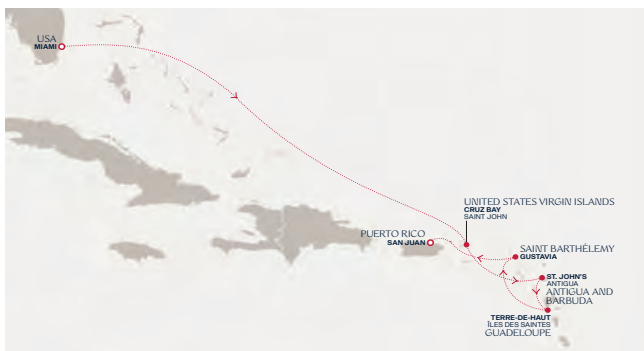 USA
MIAMI
UNITED STATES VIRGIN ISLANDS
CRUZ BAY
SAINT JOHN
PUERTO RICO
SAN JUAN
SAINT BARTHÉLEMY
GUSTAVIA
ST. JOHN'S
ANTIGUA
ANTIGUA AND
BARBUDA
TERRE-DE-HAUT
ÎLES DES SAINTES
GUADELOUPE